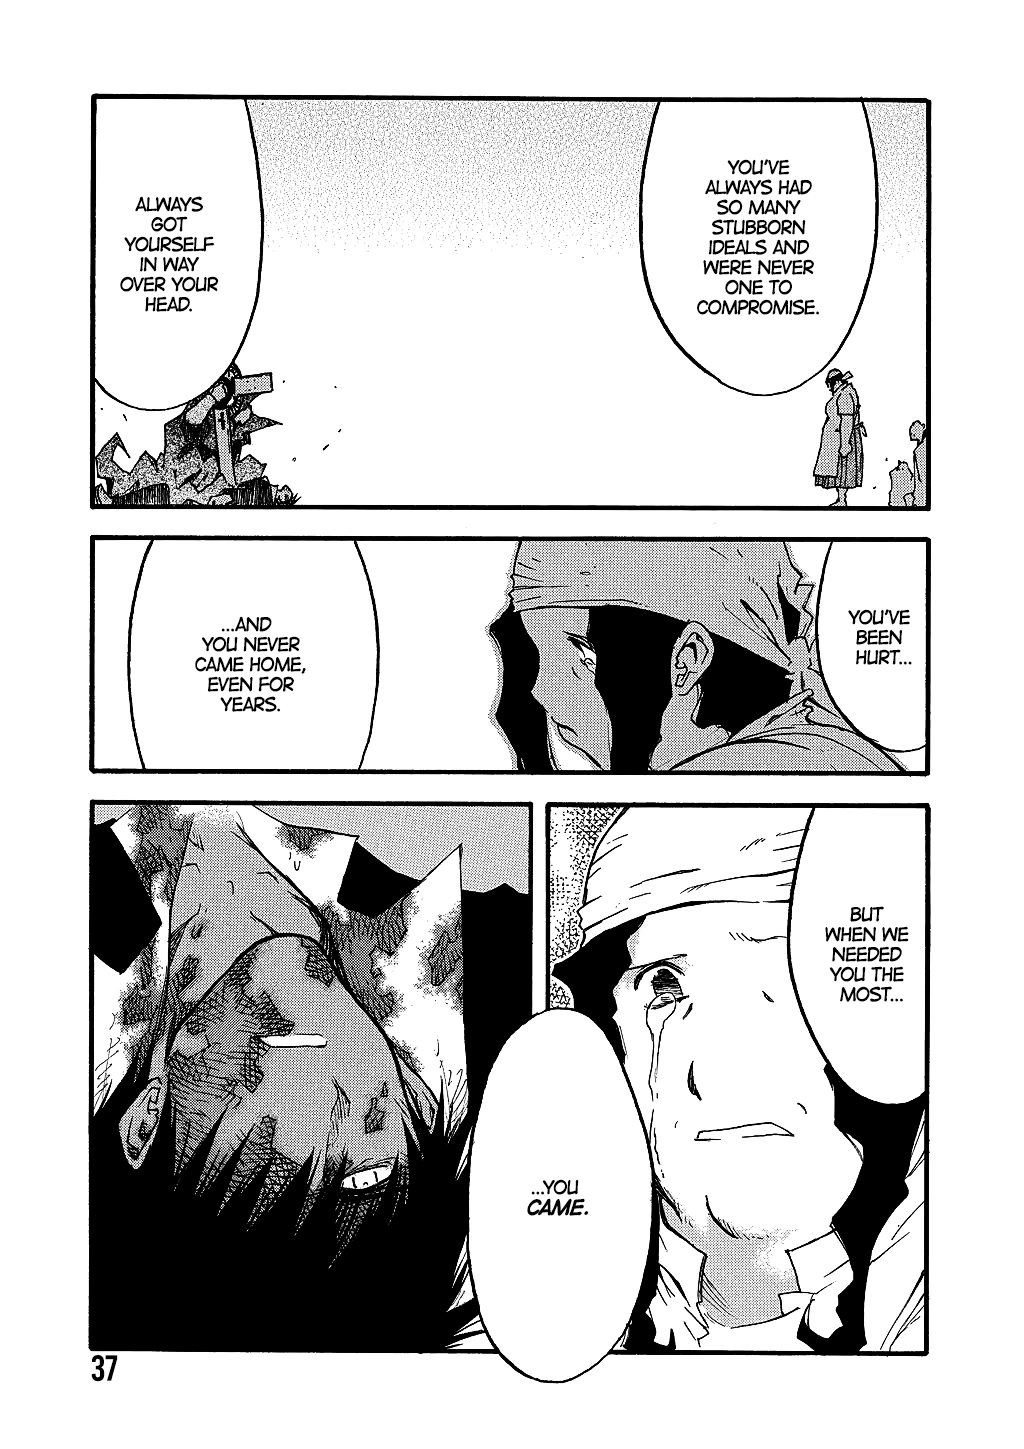 YOU'VE
ALWAYS HAD
SO MANY
STUBBORN
IDEALS AND
WERE NEVER
ONE TO
COMPROMISE.
ALWAYS
GOT
YOURSELF
IN WAY
OVER YOUR
HEAD.
YOU'VE
BEEN
HURT...
...AND
YOU NEVER
CAME HOME,
EVEN FOR
YEARS.
BUT
WHEN WE
NEEDED
YOU THE
MOST...
...YOU
CAME.
37